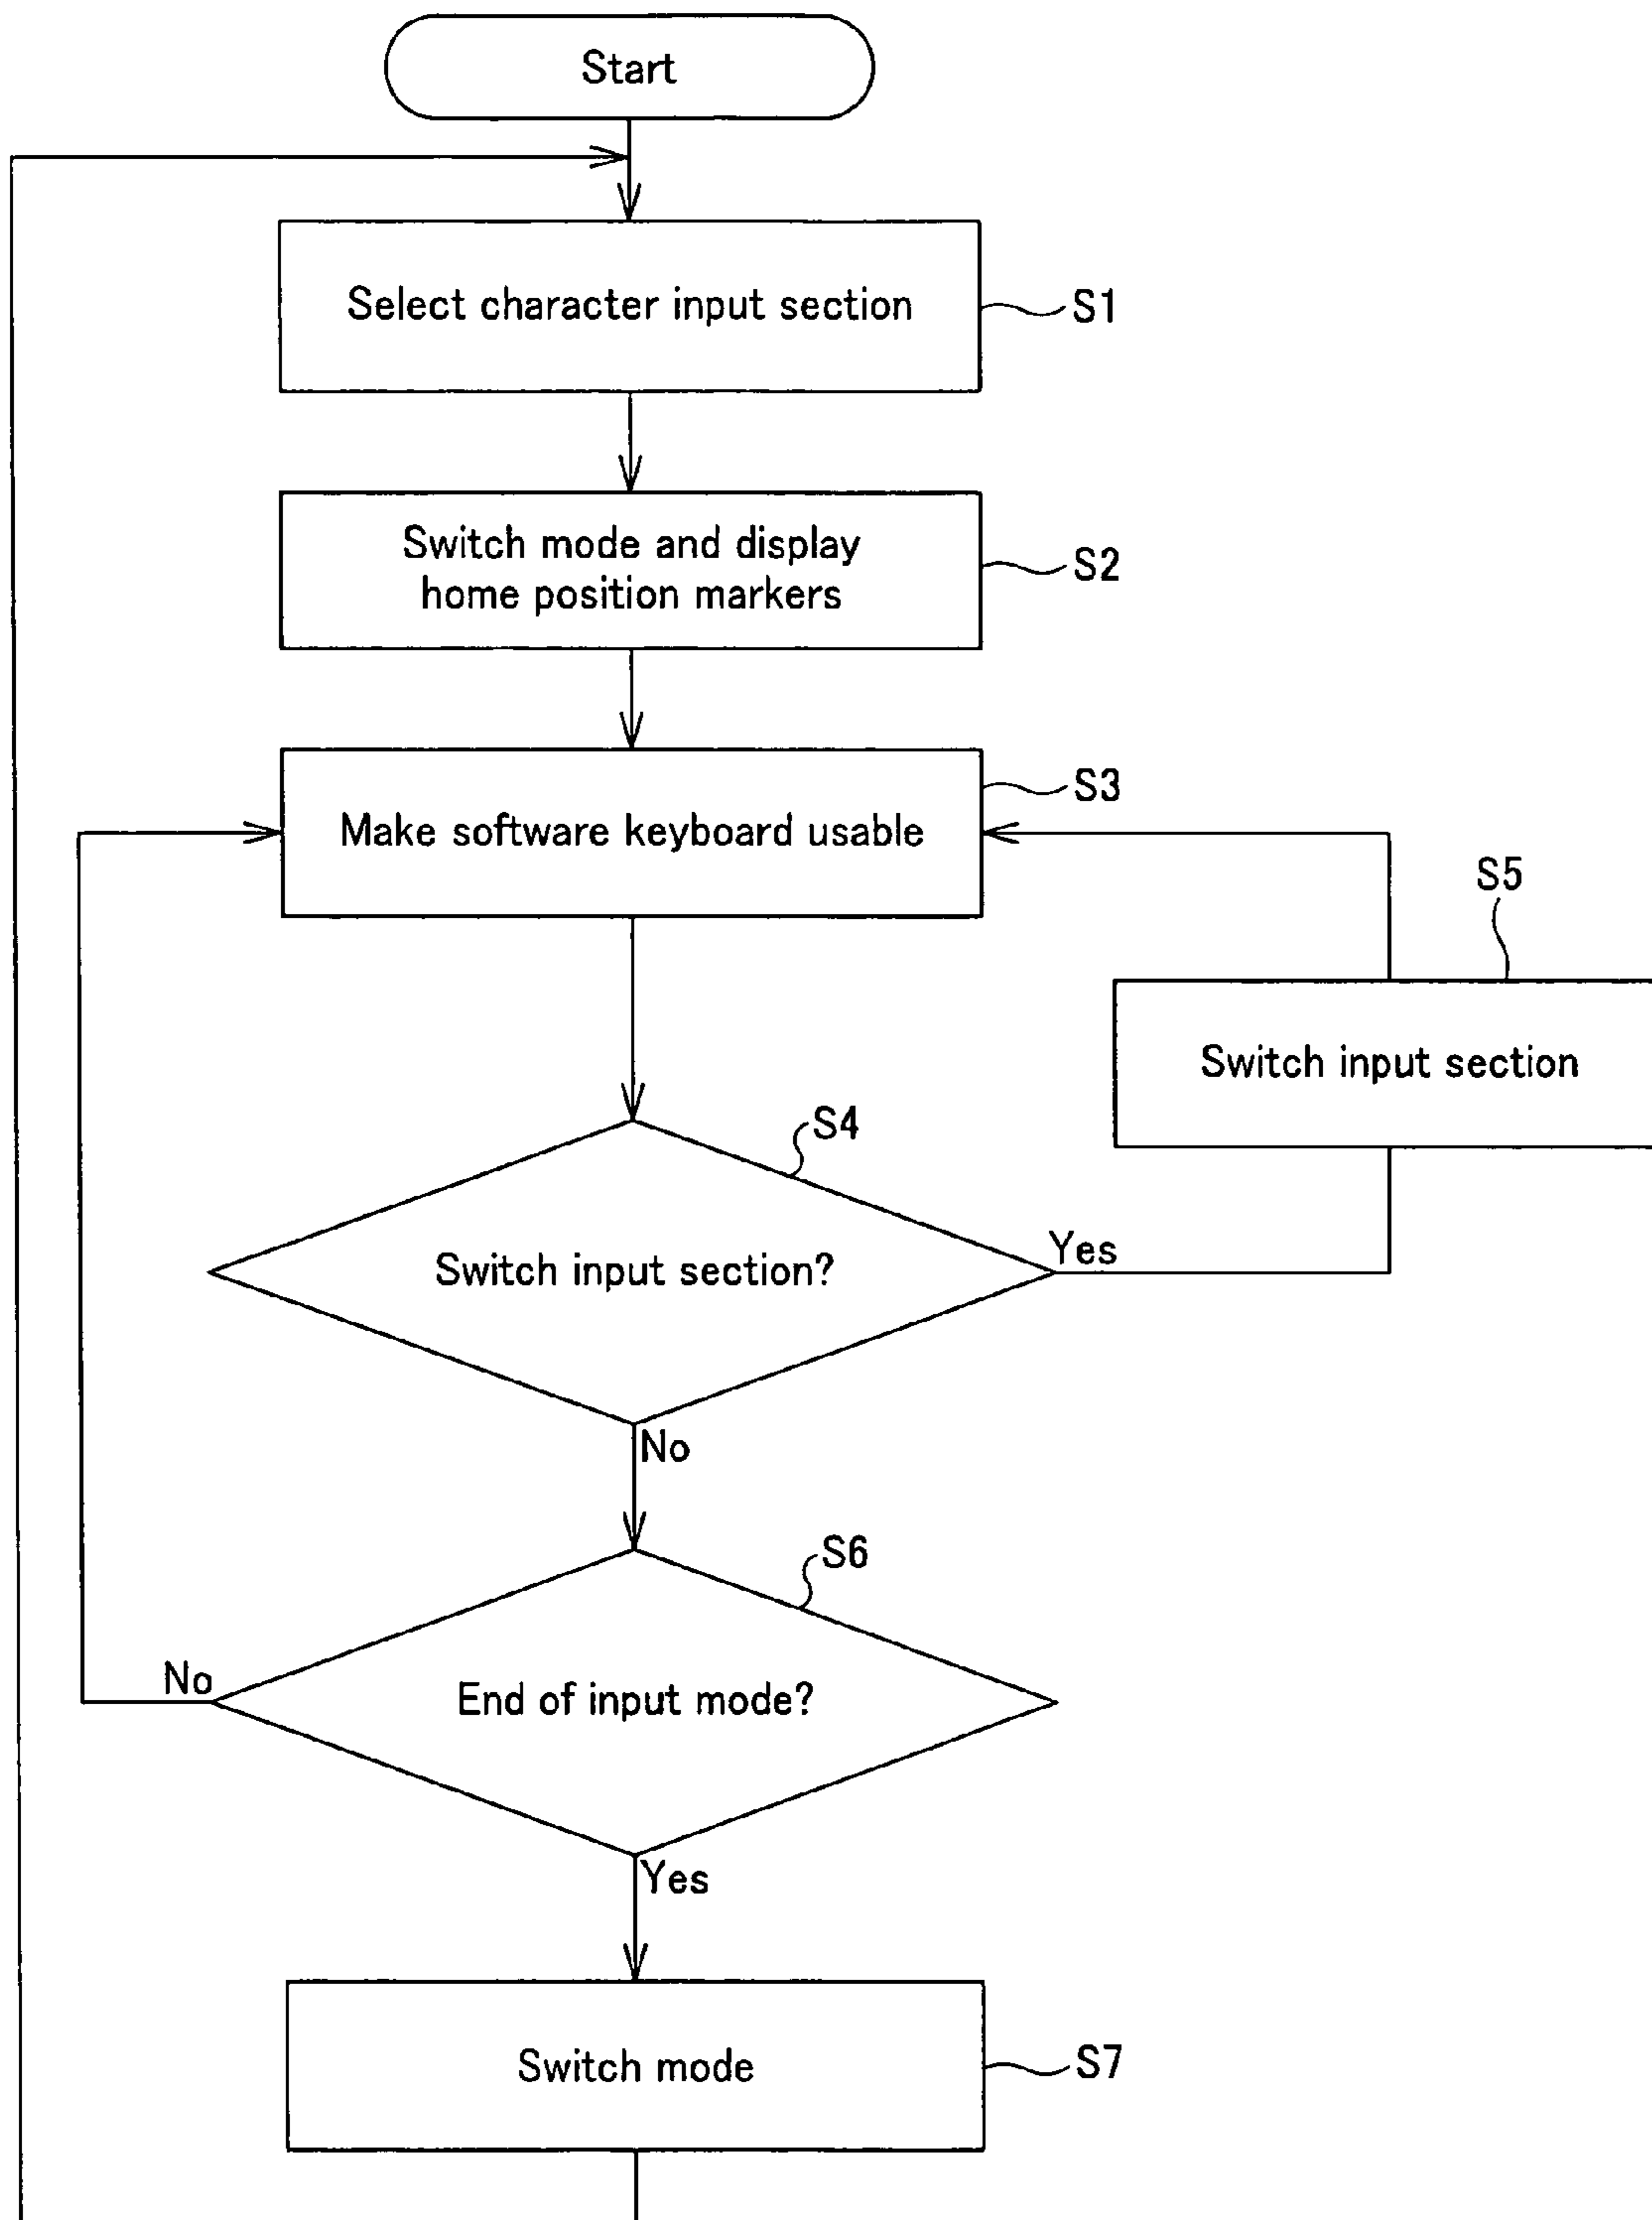 Start
Select character input section
S1
Switch mode and display
home position markers
S2
S3
Make software keyboard usable
S5
Switch input section
S4
Switch input section?
Yes
No
S6
No
End of input mode?
Yes
Switch mode
S7